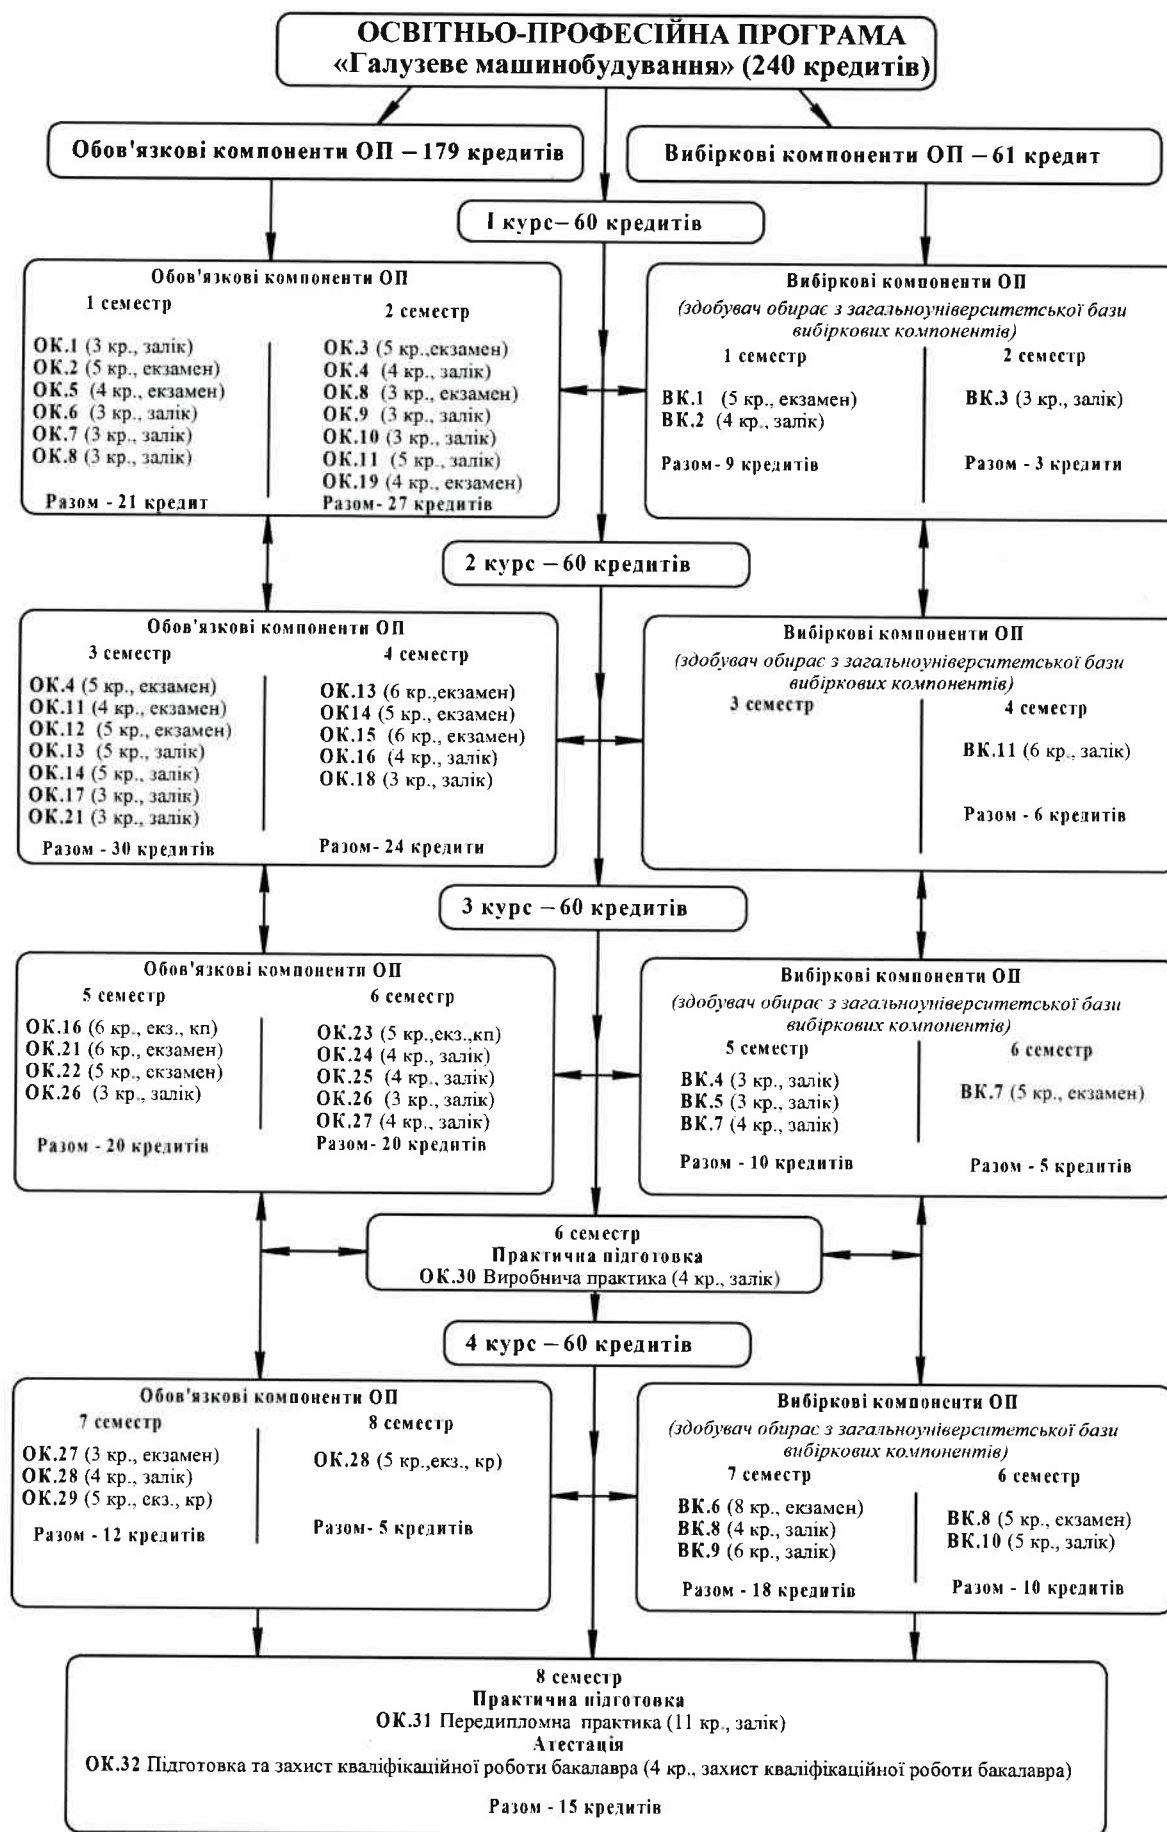 ОСВІТНЬО-ПРОФЕСІЙНА ПРОГРАМА
«Галузеве машинобудування» (240 кредитів)
Обов'язкові компоненти ОП – 179 кредитів
Вибіркові компоненти ОП – 61 кредит
І курс– 60 кредитів
Обов'язкові компоненти ОП
1 семестр
ОК.1 (3 кр., залік)
ОК.2 (5 кр., екзамен)
ОК.5 (4 кр., екзамен)
ОК.6 (3 кр., залік)
ОК.7 (3 кр., залік)
ОК.8 (3 кр., залік)
Разом - 21 кредит
2 семестр
ОК.3 (5 кр.,екзамен)
ОК.4 (4 кр., залік)
ОК.8 (3 кр., екзамен)
ОК.9 (3 кр., залік)
ОК.10 (3 кр., залік)
ОК.11 (5 кр., залік)
ОК.19 (4 кр., екзамен)
Разом- 27 кредитів
Вибіркові компоненти ОП
(здобувач обирає з загальноуніверситетської бази
вибіркових компонентів)
1 семестр
ВК.1 (5 кр., екзамен)
ВК.2 (4 кр., залік)
Разом- 9 кредитів
2 семестр
ВК.3 (3 кр., залік)
Разом - 3 кредити
2 курс – 60 кредитів
Обов'язкові компоненти ОП
3 семестр
ОК.4 (5 кр., екзамен)
ОК.11 (4 кр., екзамен)
ОК.12 (5 кр., екзамен)
ОК.13 (5 кр., залік)
ОК.14 (5 кр., залік)
ОК.17 (3 кр., залік)
ОК.21 (3 кр., залік)
Разом - 30 кредитів
4 семестр
ОК.13 (6 кр.,екзамен)
ОК14 (5 кр., екзамен)
ОК.15 (6 кр., екзамен)
ОК.16 (4 кр., залік)
ОК.18 (3 кр., залік)
Разом- 24 кредити
Вибіркові компоненти ОП
(здобувач обирає з загальноуніверситетської бази
вибіркових компонентів)
3 семестр
4 семестр
ВК.11 (6 кр., залік)
Разом - 6 кредитів
3 курс – 60 кредитів
Обов'язкові компоненти ОП
5 семестр
ОК.16 (6 кр., екз., кп)
ОК.21 (6 кр., екзамен)
ОК.22 (5 кр., екзамен)
ОК.26 (3 кр., залік)
Разом - 20 кредитів
6 семестр
ОК.23 (5 кр.,екз.,кп)
ОК.24 (4 кр., залік)
ОК.25 (4 кр., залік)
ОК.26 (3 кр., залік)
ОК.27 (4 кр., залік)
Разом- 20 кредитів
Вибіркові компоненти ОП
(здобувач обирає з загальноуніверситетської бази
вибіркових компонентів)
5 семестр
ВК.4 (3 кр., залік)
ВК.5 (3 кр., залік)
ВК.7 (4 кр., залік)
Разом - 10 кредитів
6 семестр
ВК.7 (5 кр., екзамен)
Разом - 5 кредитів
6 семестр
Практична підготовка
ОК.30 Виробнича практика (4 кр., залік)
4 курс – 60 кредитів
Обов'язкові компоненти ОП
7 семестр
ОК.27 (3 кр., екзамен)
ОК.28 (4 кр., залік)
ОК.29 (5 кр., екз., кр)
Разом - 12 кредитів
8 семестр
ОК.28 (5 кр.,екз., кр)
Разом- 5 кредитів
Вибіркові компоненти ОП
(здобувач обирає з загальноуніверситетської бази
вибіркових компонентів)
7 семестр
ВК.6 (8 кр., екзамен)
ВК.8 (4 кр., залік)
ВК.9 (6 кр., залік)
Разом - 18 кредитів
6 семестр
ВК.8 (5 кр., екзамен)
ВК.10 (5 кр., залік)
Разом - 10 кредитів
8 семестр
Практична підготовка
ОК.31 Передипломна практика (11 кр., залік)
Атестація
ОК.32 Підготовка та захист кваліфікаційної роботи бакалавра (4 кр., захист кваліфікаційної роботи бакалавра)
Разом - 15 кредитів